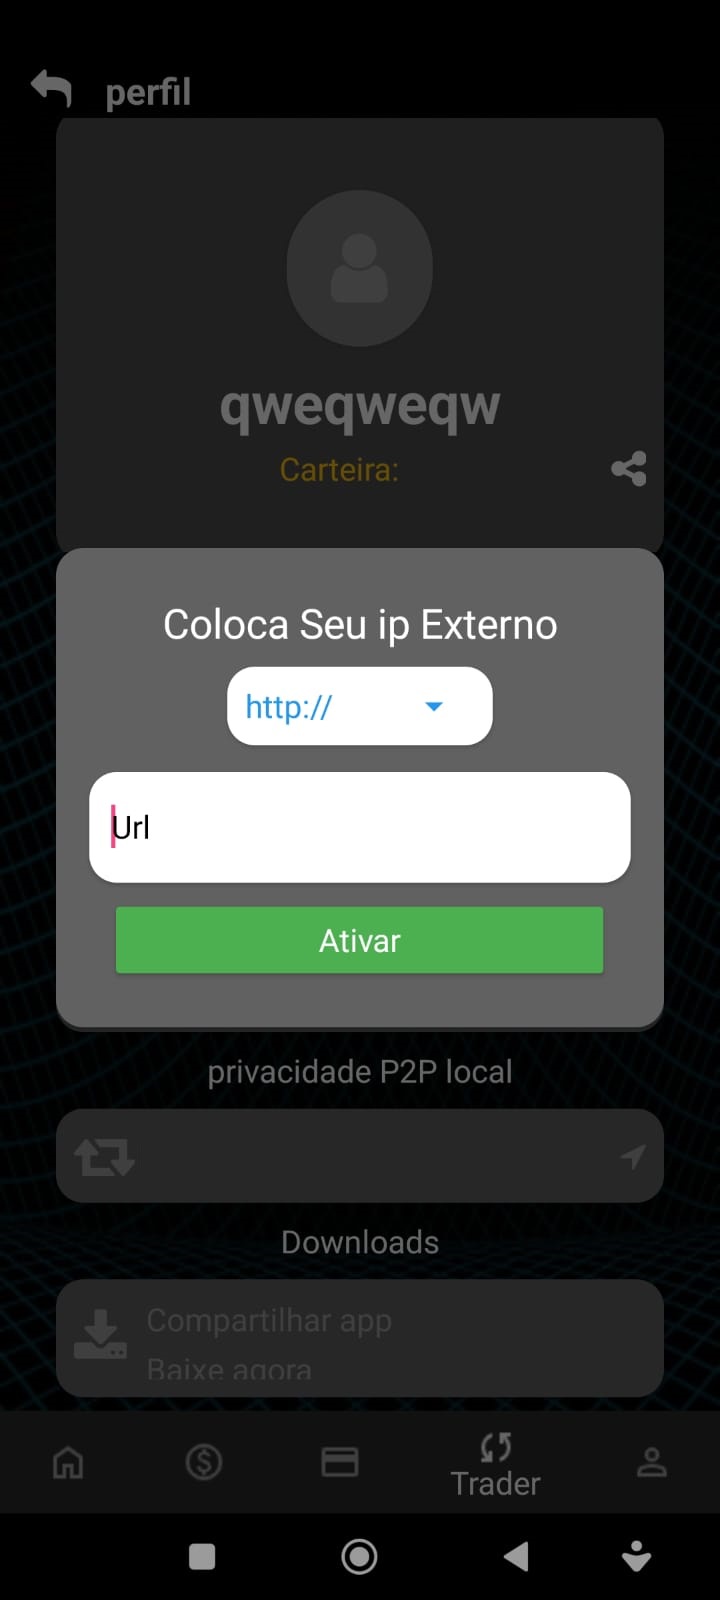 perfil
qweqweqw
Carteira:
Coloca Seu ip Externo
http://
Url
Ativar
privacidade P2P local
Downloads
Compartilhar app
Baixe agora
Trader